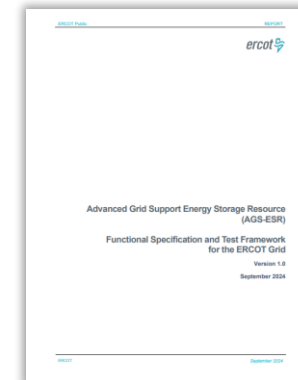 ERCOT Public
REPORT
ercot
Advanced Grid Support Energy Storage Resource
(AGS-ESR)
Functional Specification and Test Framework
for the ERCOT Grid
Version 1.0
September 2024
ERCOT
September 2024